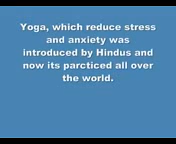 Yoga, which reduce stress
and anxiety was
introduced by Hindus and
now its parcticed all over
the world.